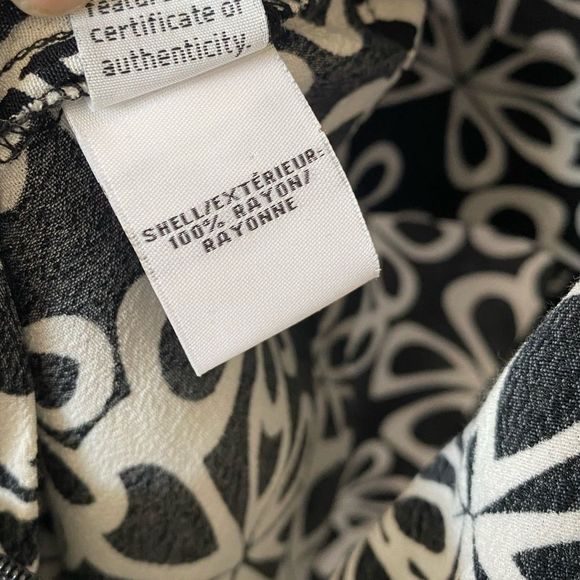 certificate of
authenticity.
SHELL/EXTÉRIEUR-
100% RAYON/
RAYONNE